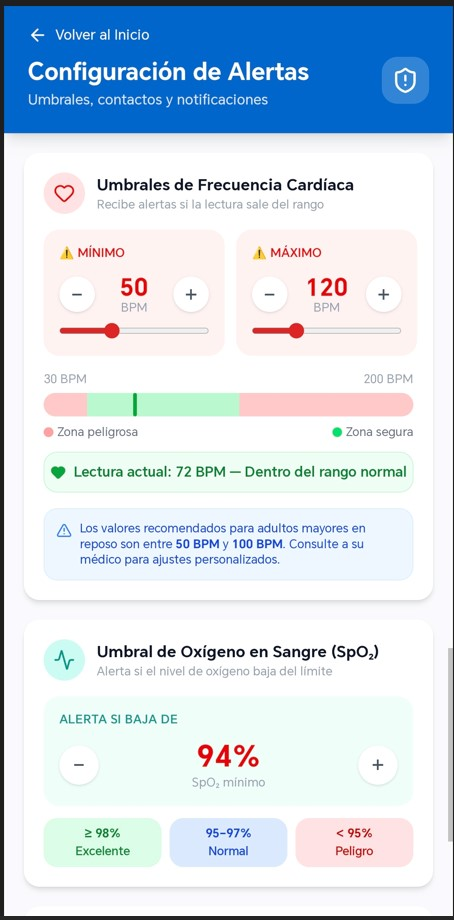 Volver al Inicio
Configuración de Alertas
Umbrales, contactos y notificaciones
Umbrales de Frecuencia Cardíaca
Recibe alertas si la lectura sale del rango
⚠️ MÍNIMO
− 50 +
BPM
⚠️ MÁXIMO
− 120 +
BPM
30 BPM 200 BPM
Zona peligrosa Zona segura
Lectura actual: 72 BPM — Dentro del rango normal
Los valores recomendados para adultos mayores en
reposo son entre 50 BPM y 100 BPM. Consulte a su
médico para ajustes personalizados.
Umbral de Oxígeno en Sangre (SpO₂)
Alerta si el nivel de oxígeno baja del límite
ALERTA SI BAJA DE
− 94% +
SpO₂ mínimo
≥ 98%
Excelente
95–97%
Normal
< 95%
Peligro